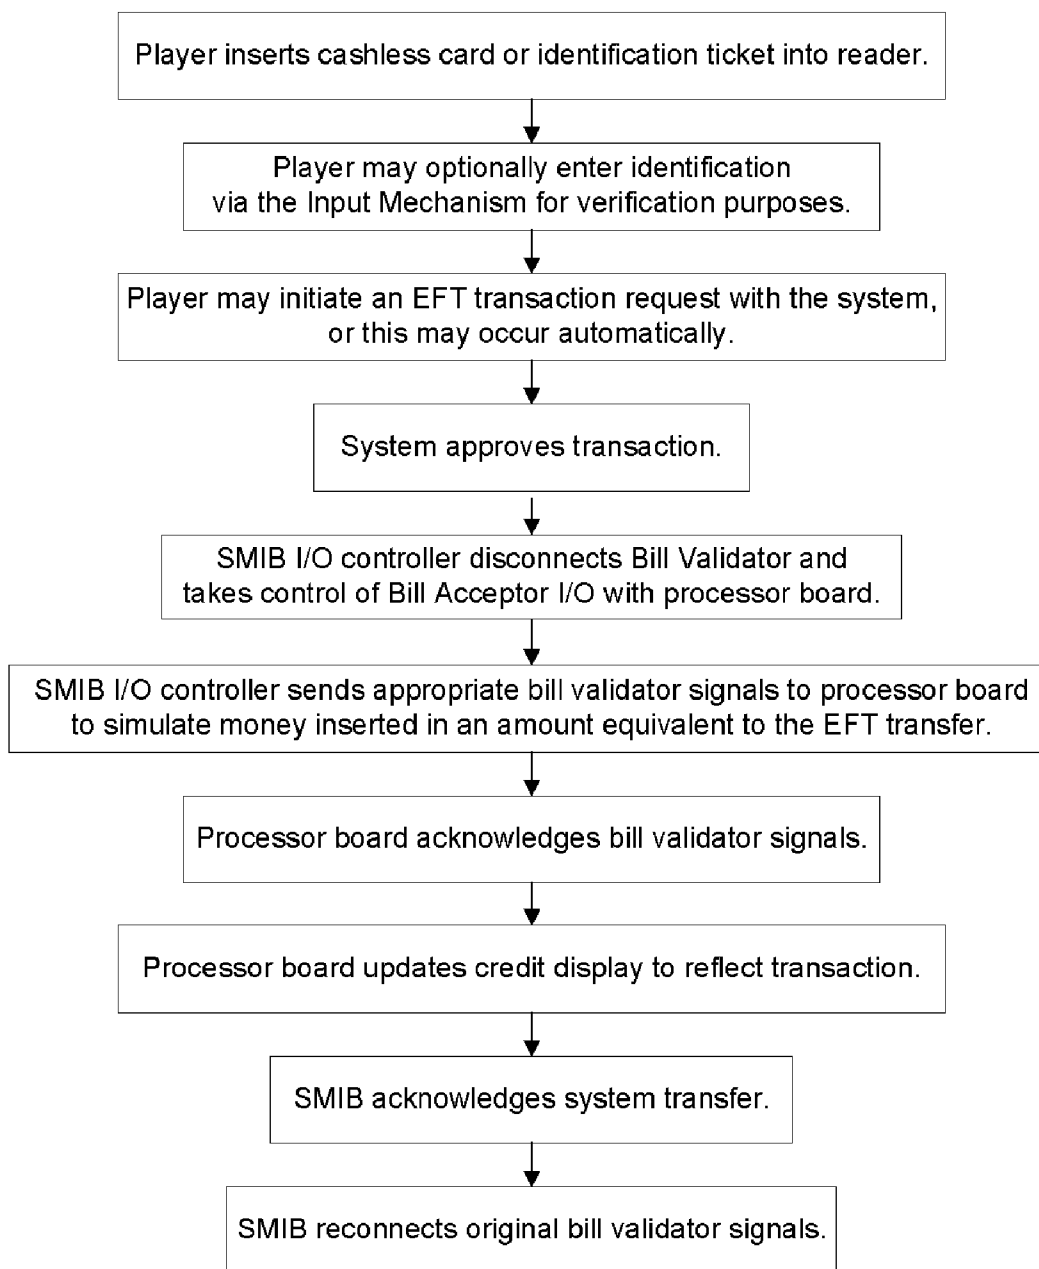 Player inserts cashless card or identification ticket into reader.
Player may optionally enter identification
via the Input Mechanism for verification purposes.
Player may initiate an EFT transaction request with the system,
or this may occur automatically.
System approves transaction.
SMIB I/O controller disconnects Bill Validator and
takes control of Bill Acceptor I/O with processor board.
SMIB I/O controller sends appropriate bill validator signals to processor board
to simulate money inserted in an amount equivalent to the EFT transfer.
Processor board acknowledges bill validator signals.
Processor board updates credit display to reflect transaction.
SMIB acknowledges system transfer.
SMIB reconnects original bill validator signals.